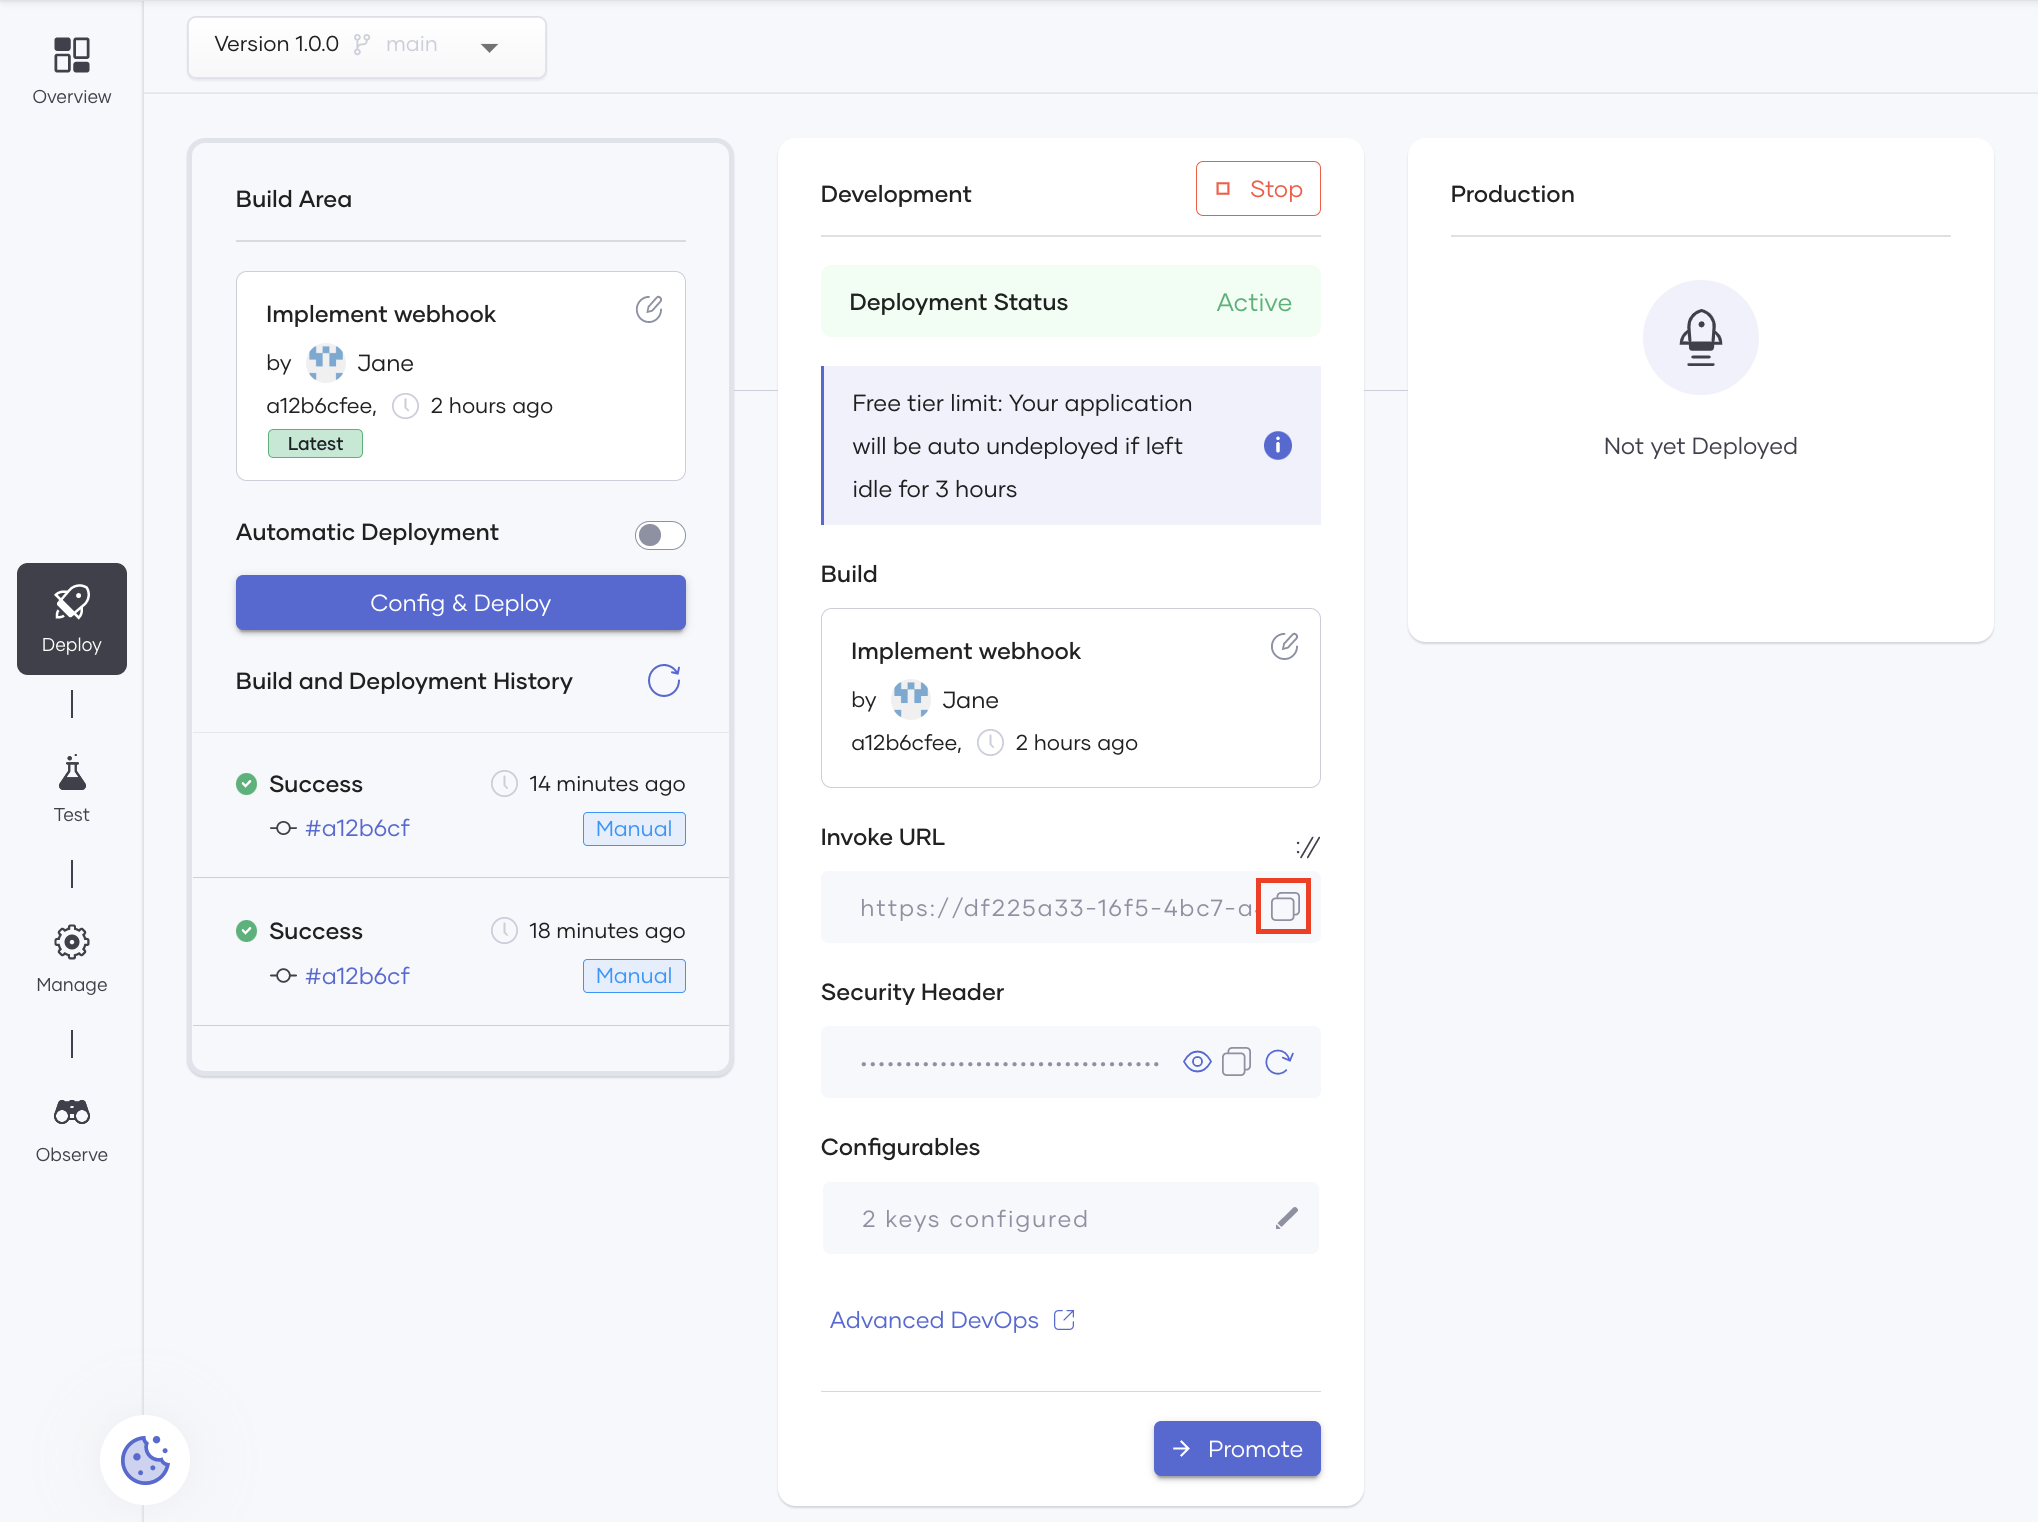 Version 1.0.0 main
Overview
Build Area
Implement webhook
by Jane
a12b6cfee, 2 hours ago
Latest
Automatic Deployment
Config & Deploy
Build and Deployment History
Success 14 minutes ago
#a12b6cf Manual
Success 18 minutes ago
#a12b6cf Manual
Deploy
Test
Manage
Observe
Development
Stop
Deployment Status Active
Free tier limit: Your application
will be auto undeployed if left
idle for 3 hours
Build
Implement webhook
by Jane
a12b6cfee, 2 hours ago
Invoke URL
://
https://df225a33-16f5-4bc7-a
Security Header
Configurables
2 keys configured
Advanced DevOps
Promote
Production
Not yet Deployed